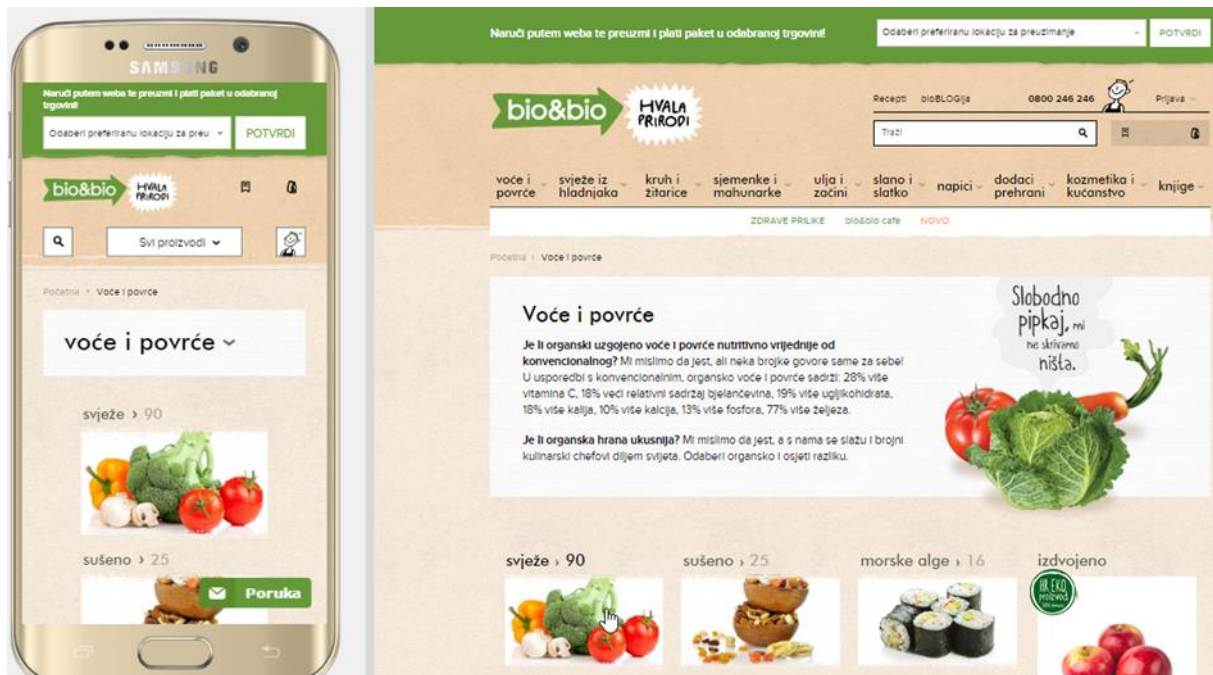 SAMSUNG
Naruči putem weba te preuzmi i plati paket u odabranoj
trgovini!
Odaberi preferiranu lokaciju za preu
POTVRDI
bio&bio
HVALA
PRIRODI
Svi proizvodi
Početna › Voće i povrće
voće i povrće
svježe › 90
sušeno › 25
Poruka
Naruči putem weba te preuzmi i plati paket u odabranoj trgovini!
Odaberi preferiranu lokaciju za preuzimanje
POTVRDI
bio&bio
HVALA
PRIRODI
Recepti bioBLOGija 0800 246 246 Prijava
Traži
voće i povrće
svježe iz hladnjaka
kruh i žitarice
sjemenke i mahunarke
ulja i začini
slano i slatko
napici
dodaci prehrani
kozmetika i kućanstvo
knjige
ZDRAVE PRILIKE bio&bio cafe NOVO
Početna › Voće i povrće
Voće i povrće
Je li organski uzgojeno voće i povrće nutritivno vrijednije od
konvencionalnog? Mi mislimo da jest, ali neka brojke govore same za sebe!
U usporedbi s konvencionalnim, organsko voće i povrće sadrži: 28% više
vitamina C, 18% veći relativni sadržaj bjelančevina, 19% više ugljikohidrata,
18% više kalija, 10% više kalcija, 13% više fosfora, 77% više željeza.
Je li organska hrana ukusnija? Mi mislimo da jest, a s nama se slažu i brojni
kulinarski chefovi diljem svijeta. Odaberi organsko i osjeti razliku.
Slobodno
pipkaj, mi
ne skrivamo
ništa.
svježe › 90
sušeno › 25
morske alge › 16
izdvojeno
HR EKO
proizvod